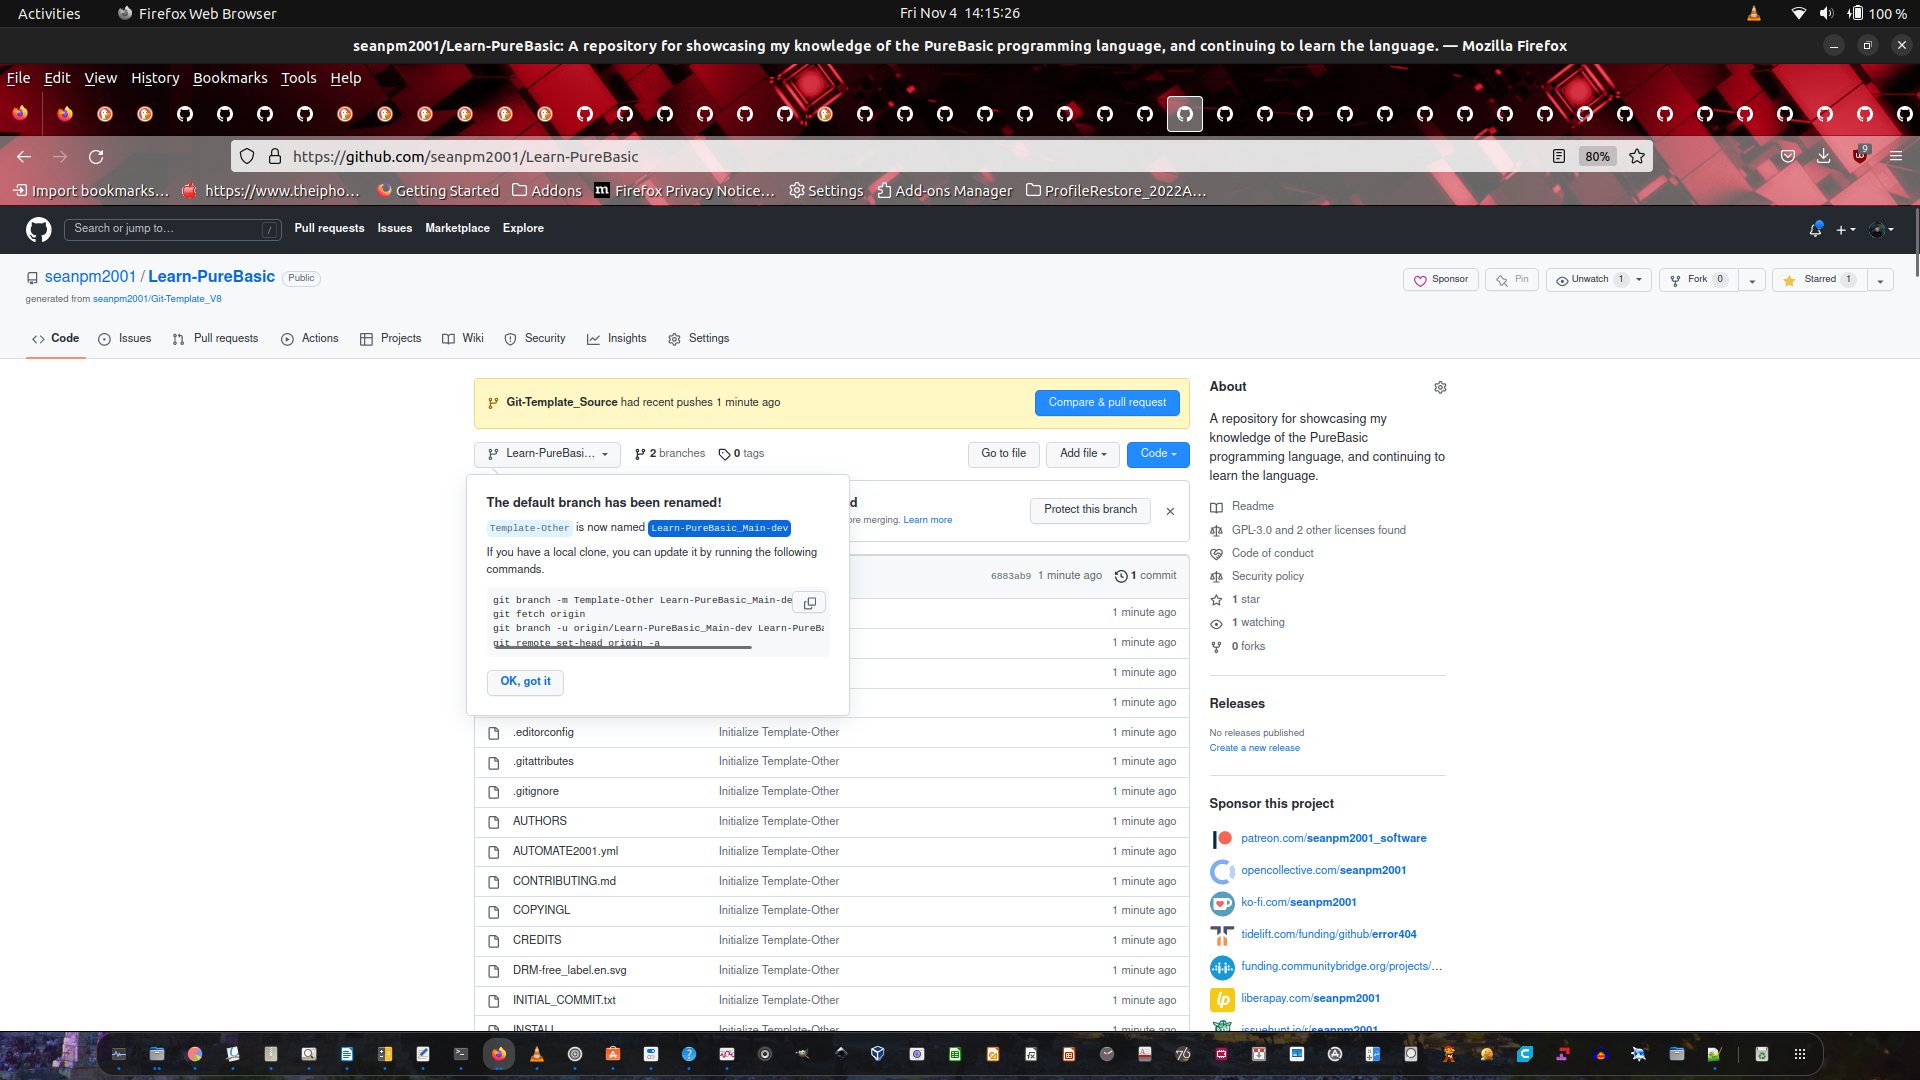 Activities
Firefox Web Browser
Fri Nov 4 14:15:26
100 %
seanpm2001/Learn-PureBasic: A repository for showcasing my knowledge of the PureBasic programming language, and continuing to learn the language. — Mozilla Firefox
File Edit View History Bookmarks Tools Help
https://github.com/seanpm2001/Learn-PureBasic
80%
9
Import bookmarks…
https://www.theipho…
Getting Started
Addons
Firefox Privacy Notice…
Settings
Add-ons Manager
ProfileRestore_2022A…
Search or jump to…
/
Pull requests
Issues
Marketplace
Explore
seanpm2001 / Learn-PureBasic
Public
generated from seanpm2001/Git-Template_V8
Sponsor
Pin
Unwatch 1
Fork 0
Starred 1
Code
Issues
Pull requests
Actions
Projects
Wiki
Security
Insights
Settings
Git-Template_Source had recent pushes 1 minute ago
Compare & pull request
Learn-PureBasi…
2 branches
0 tags
Go to file
Add file
Code
The default branch has been renamed!
Template-Other is now named Learn-PureBasic_Main-dev
If you have a local clone, you can update it by running the following
commands.
git branch -m Template-Other Learn-PureBasic_Main-de
git fetch origin
git branch -u origin/Learn-PureBasic_Main-dev Learn-PureBa
git remote set-head origin -a
OK, got it
d
ore merging. Learn more
Protect this branch
6883ab9 1 minute ago
1 commit
1 minute ago
1 minute ago
1 minute ago
1 minute ago
.editorconfig Initialize Template-Other 1 minute ago
.gitattributes Initialize Template-Other 1 minute ago
.gitignore Initialize Template-Other 1 minute ago
AUTHORS Initialize Template-Other 1 minute ago
AUTOMATE2001.yml Initialize Template-Other 1 minute ago
CONTRIBUTING.md Initialize Template-Other 1 minute ago
COPYINGL Initialize Template-Other 1 minute ago
CREDITS Initialize Template-Other 1 minute ago
DRM-free_label.en.svg Initialize Template-Other 1 minute ago
INITIAL_COMMIT.txt Initialize Template-Other 1 minute ago
INSTALL Initialize Template-Other 1 minute ago
About
A repository for showcasing my
knowledge of the PureBasic
programming language, and continuing to
learn the language.
Readme
GPL-3.0 and 2 other licenses found
Code of conduct
Security policy
1 star
1 watching
0 forks
Releases
No releases published
Create a new release
Sponsor this project
patreon.com/seanpm2001_software
opencollective.com/seanpm2001
ko-fi.com/seanpm2001
tidelift.com/funding/github/error404
funding.communitybridge.org/projects/…
liberapay.com/seanpm2001
issuehunt.io/r/seanpm2001